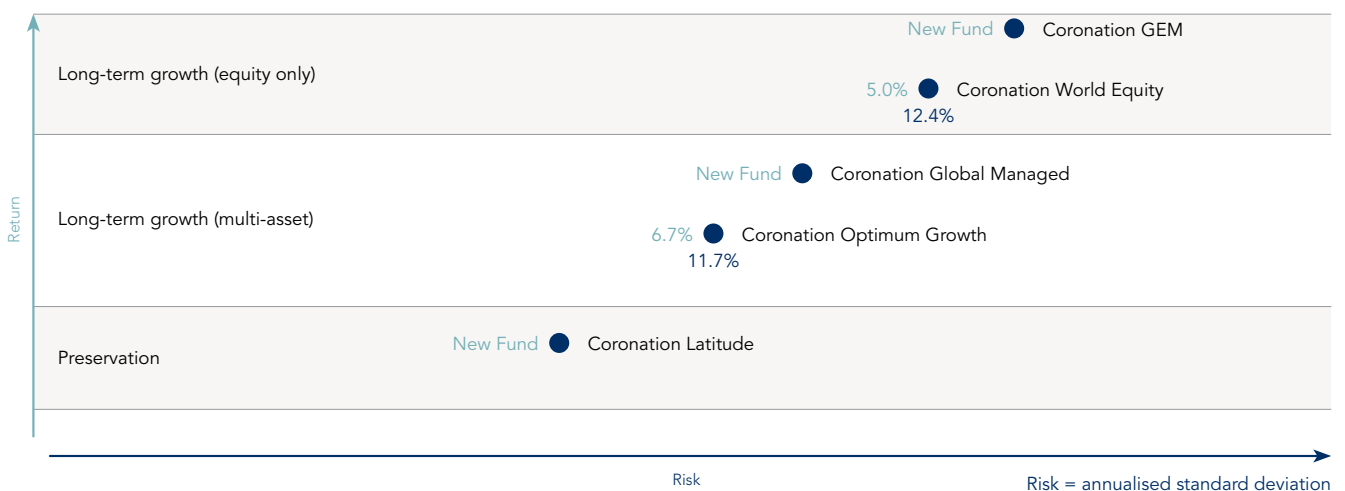 New Fund Coronation GEM
Long-term growth (equity only)
5.0% Coronation World Equity
12.4%
New Fund Coronation Global Managed
Return
Long-term growth (multi-asset)
6.7% Coronation Optimum Growth
11.7%
New Fund Coronation Latitude
Preservation
Risk
Risk = annualised standard deviation